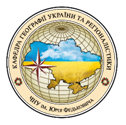 КАФЕДРА ГЕОГРАФІЇ УКРАЇНИ ТА РЕГІОНАЛІСТИКИ
ЧНУ ім. Юрія Федьковича